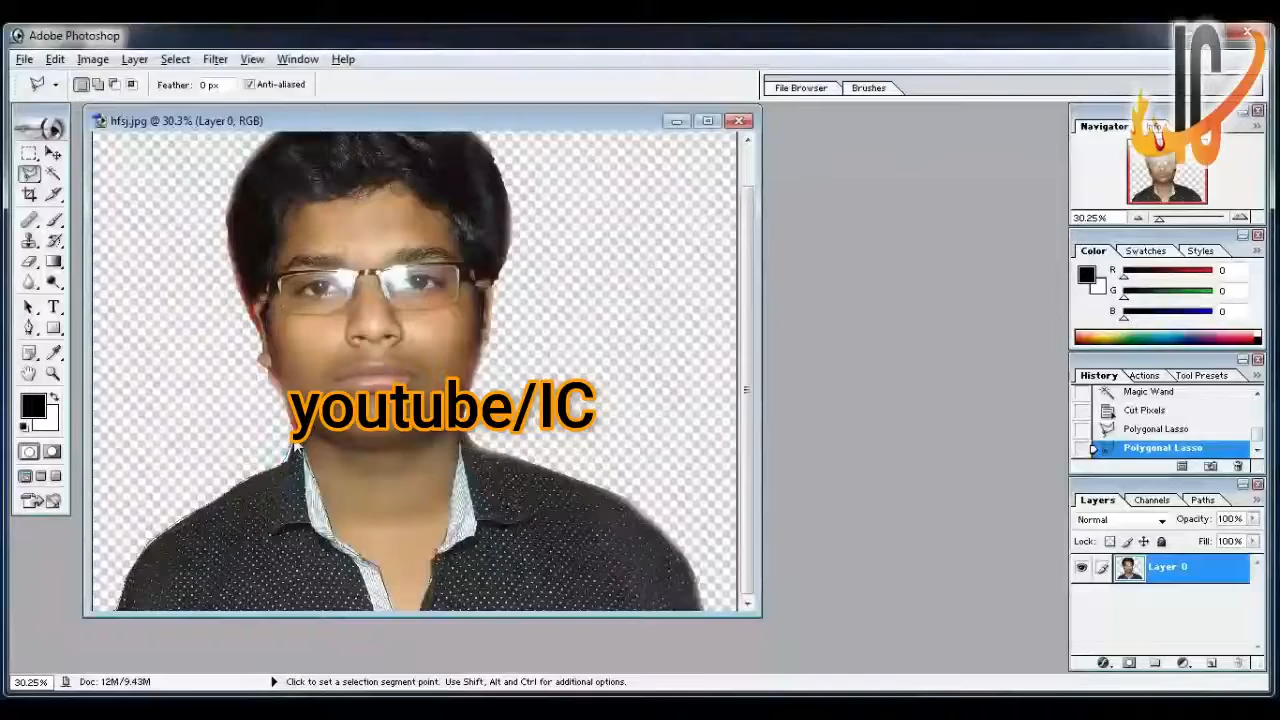 Adobe Photoshop
File Edit Image Layer Select Filter View Window Help
Feather: 0 px Anti-aliased
File Browser Brushes
IC
hfsj.jpg @ 30.3% (Layer 0, RGB)
Navigator Info
30.25%
Color Swatches Styles
R 0
G 0
B 0
History Actions Tool Presets
Magic Wand
Cut Pixels
Polygonal Lasso
Polygonal Lasso
youtube/IC
Layers Channels Paths
Normal Opacity: 100%
Lock: Fill: 100%
Layer 0
30.25% Doc: 12M/9.43M Click to set a selection segment point. Use Shift, Alt and Ctrl for additional options.